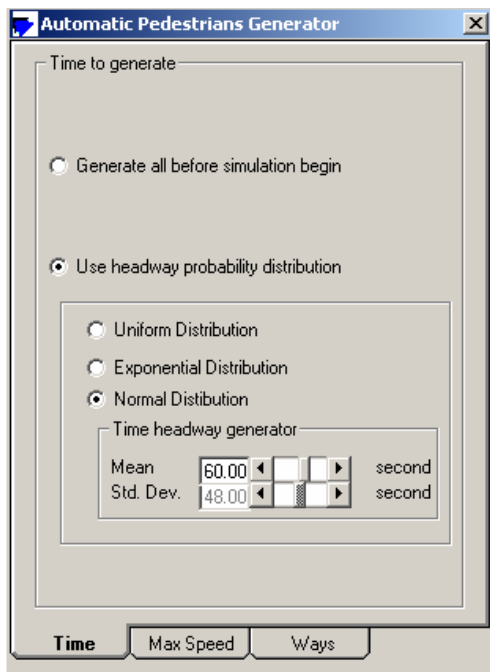 Automatic Pedestrians Generator
Time to generate
Generate all before simulation begin
Use headway probability distribution
Uniform Distribution
Exponential Distribution
Normal Distibution
Time headway generator
Mean 60.00 second
Std. Dev. 48.00 second
Time Max Speed Ways